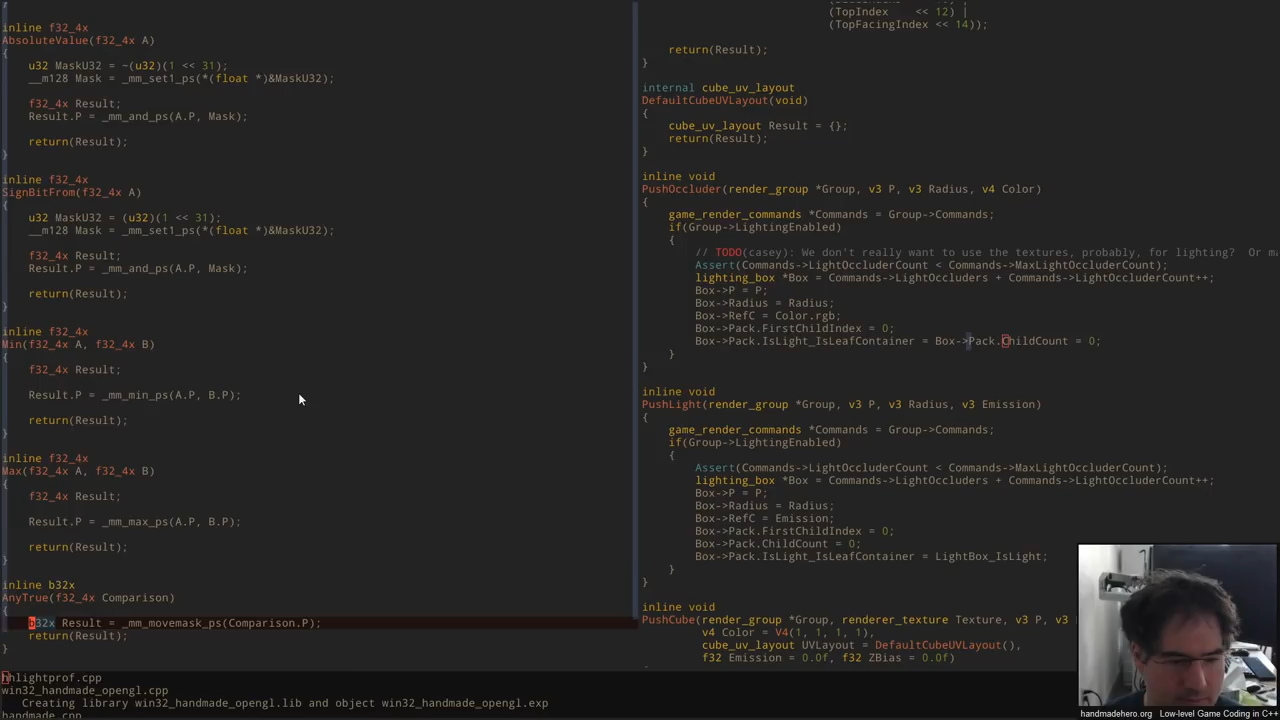 inline f32_4x
AbsoluteValue(f32_4x A)
{
u32 MaskU32 = ~(u32)(1 << 31);
__m128 Mask = _mm_set1_ps(*(float *)&MaskU32);
f32_4x Result;
Result.P = _mm_and_ps(A.P, Mask);
return(Result);
}
inline f32_4x
SignBitFrom(f32_4x A)
{
u32 MaskU32 = (u32)(1 << 31);
__m128 Mask = _mm_set1_ps(*(float *)&MaskU32);
f32_4x Result;
Result.P = _mm_and_ps(A.P, Mask);
return(Result);
}
inline f32_4x
Min(f32_4x A, f32_4x B)
{
f32_4x Result;
Result.P = _mm_min_ps(A.P, B.P);
return(Result);
}
inline f32_4x
Max(f32_4x A, f32_4x B)
{
f32_4x Result;
Result.P = _mm_max_ps(A.P, B.P);
return(Result);
}
inline b32x
AnyTrue(f32_4x Comparison)
{
b32x Result = _mm_movemask_ps(Comparison.P);
return(Result);
}
(TopIndex << 12) |
(TopFacingIndex << 14));
return(Result);
}
internal cube_uv_layout
DefaultCubeUVLayout(void)
{
cube_uv_layout Result = {};
return(Result);
}
inline void
PushOccluder(render_group *Group, v3 P, v3 Radius, v4 Color)
{
game_render_commands *Commands = Group->Commands;
if(Group->LightingEnabled)
{
// TODO(casey): We don't really want to use the textures, probably, for lighting? Or
Assert(Commands->LightOccluderCount < Commands->MaxLightOccluderCount);
lighting_box *Box = Commands->LightOccluders + Commands->LightOccluderCount++;
Box->P = P;
Box->Radius = Radius;
Box->RefC = Color.rgb;
Box->Pack.FirstChildIndex = 0;
Box->Pack.IsLight_IsLeafContainer = Box->Pack.ChildCount = 0;
}
}
inline void
PushLight(render_group *Group, v3 P, v3 Radius, v3 Emission)
{
game_render_commands *Commands = Group->Commands;
if(Group->LightingEnabled)
{
Assert(Commands->LightOccluderCount < Commands->MaxLightOccluderCount);
lighting_box *Box = Commands->LightOccluders + Commands->LightOccluderCount++;
Box->P = P;
Box->Radius = Radius;
Box->RefC = Emission;
Box->Pack.FirstChildIndex = 0;
Box->Pack.ChildCount = 0;
Box->Pack.IsLight_IsLeafContainer = LightBox_IsLight;
}
}
inline void
PushCube(render_group *Group, renderer_texture Texture, v3 P, v3
v4 Color = V4(1, 1, 1, 1),
cube_uv_layout UVLayout = DefaultCubeUVLayout(),
f32 Emission = 0.0f, f32 ZBias = 0.0f)
hhlightprof.cpp
win32_handmade_opengl.cpp
Creating library win32_handmade_opengl.lib and object win32_handmade_opengl.exp
handmade.cpp
handmadehero.org Low-level Game Coding in C++